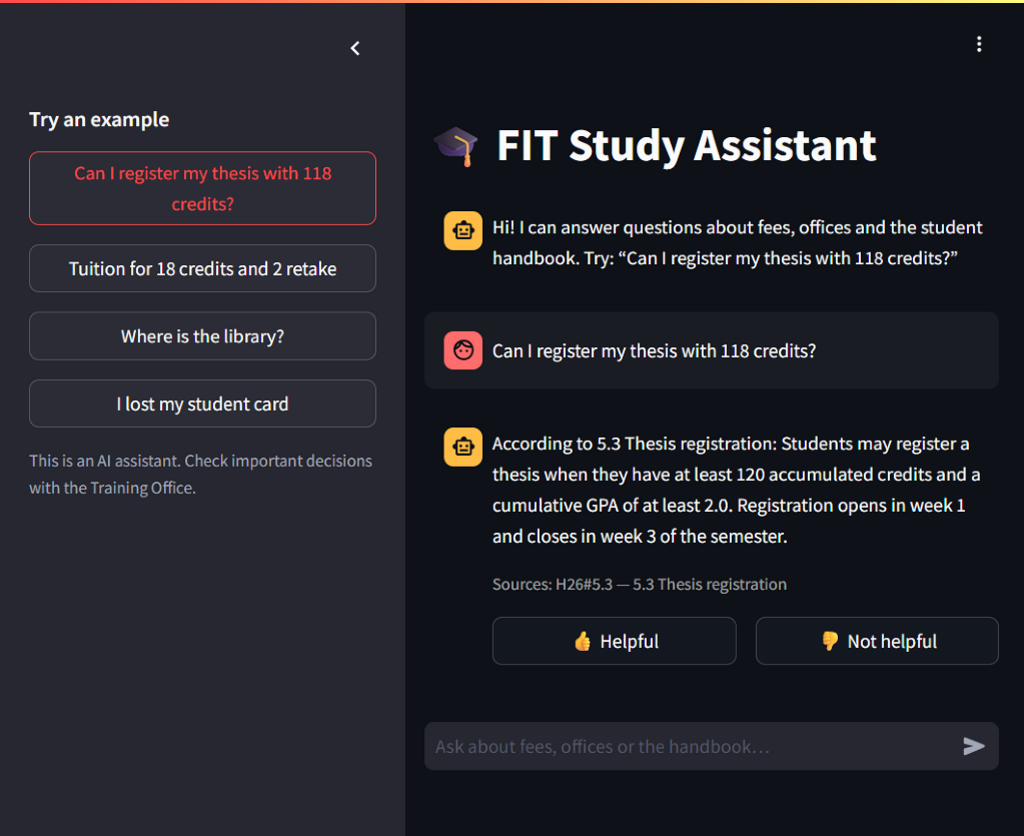 Try an example
Can I register my thesis with 118
credits?
Tuition for 18 credits and 2 retake
Where is the library?
I lost my student card
This is an AI assistant. Check important decisions
with the Training Office.
FIT Study Assistant
Hi! I can answer questions about fees, offices and the student
handbook. Try: “Can I register my thesis with 118 credits?”
Can I register my thesis with 118 credits?
According to 5.3 Thesis registration: Students may register a
thesis when they have at least 120 accumulated credits and a
cumulative GPA of at least 2.0. Registration opens in week 1
and closes in week 3 of the semester.
Sources: H26#5.3 — 5.3 Thesis registration
👍 Helpful
👎 Not helpful
Ask about fees, offices or the handbook…